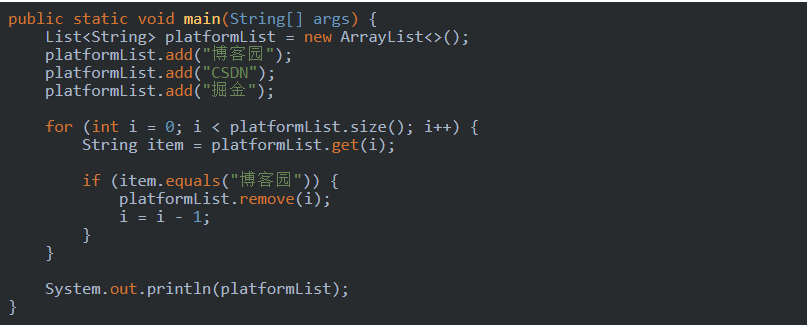 public static void main(String[] args) {
    List<String> platformList = new ArrayList<>();
    platformList.add("博客园");
    platformList.add("CSDN");
    platformList.add("掘金");

    for (int i = 0; i < platformList.size(); i++) {
        String item = platformList.get(i);

        if (item.equals("博客园")) {
            platformList.remove(i);
            i = i - 1;
        }
    }

    System.out.println(platformList);
}